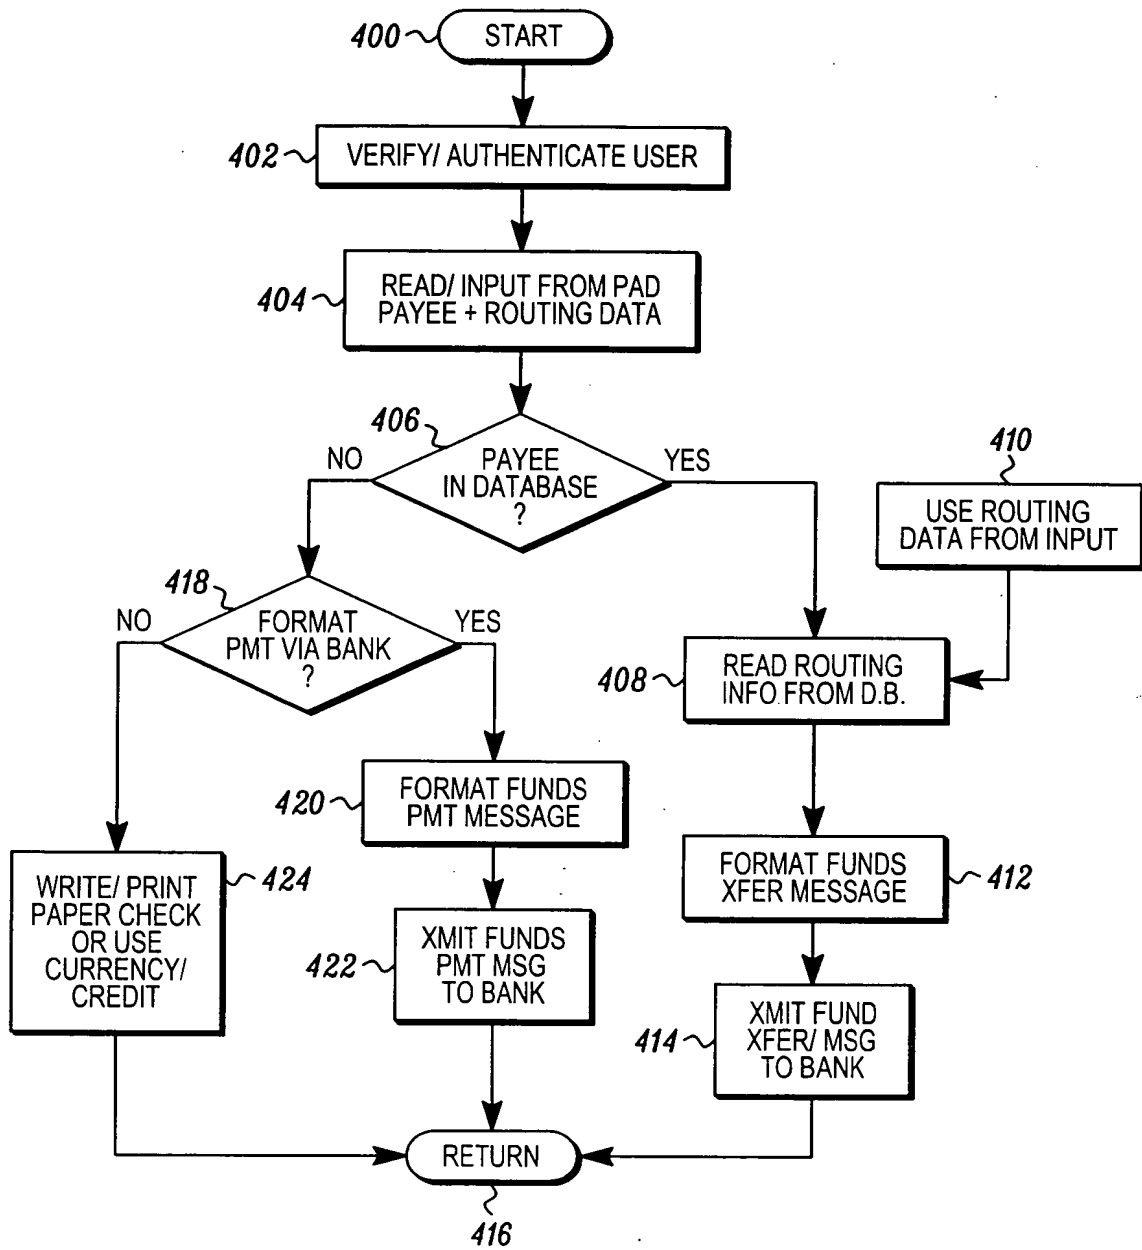 400
START
402
VERIFY/ AUTHENTICATE USER
404
READ/ INPUT FROM PAD
PAYEE + ROUTING DATA
406
NO
PAYEE
IN DATABASE
?
YES
410
USE ROUTING
DATA FROM INPUT
418
NO
FORMAT
PMT VIA BANK
?
YES
408
READ ROUTING
INFO FROM D.B.
420
FORMAT FUNDS
PMT MESSAGE
FORMAT FUNDS
XFER MESSAGE
412
WRITE/ PRINT
PAPER CHECK
OR USE
CURRENCY/
CREDIT
424
422
XMIT FUNDS
PMT MSG
TO BANK
414
XMIT FUND
XFER/ MSG
TO BANK
RETURN
416